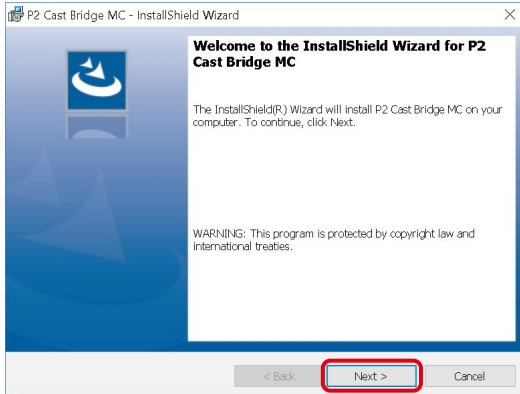 P2 Cast Bridge MC - InstallShield Wizard
Welcome to the InstallShield Wizard for P2
Cast Bridge MC
The InstallShield(R) Wizard will install P2 Cast Bridge MC on your
computer. To continue, click Next.
WARNING: This program is protected by copyright law and
international treaties.
< Back Next > Cancel